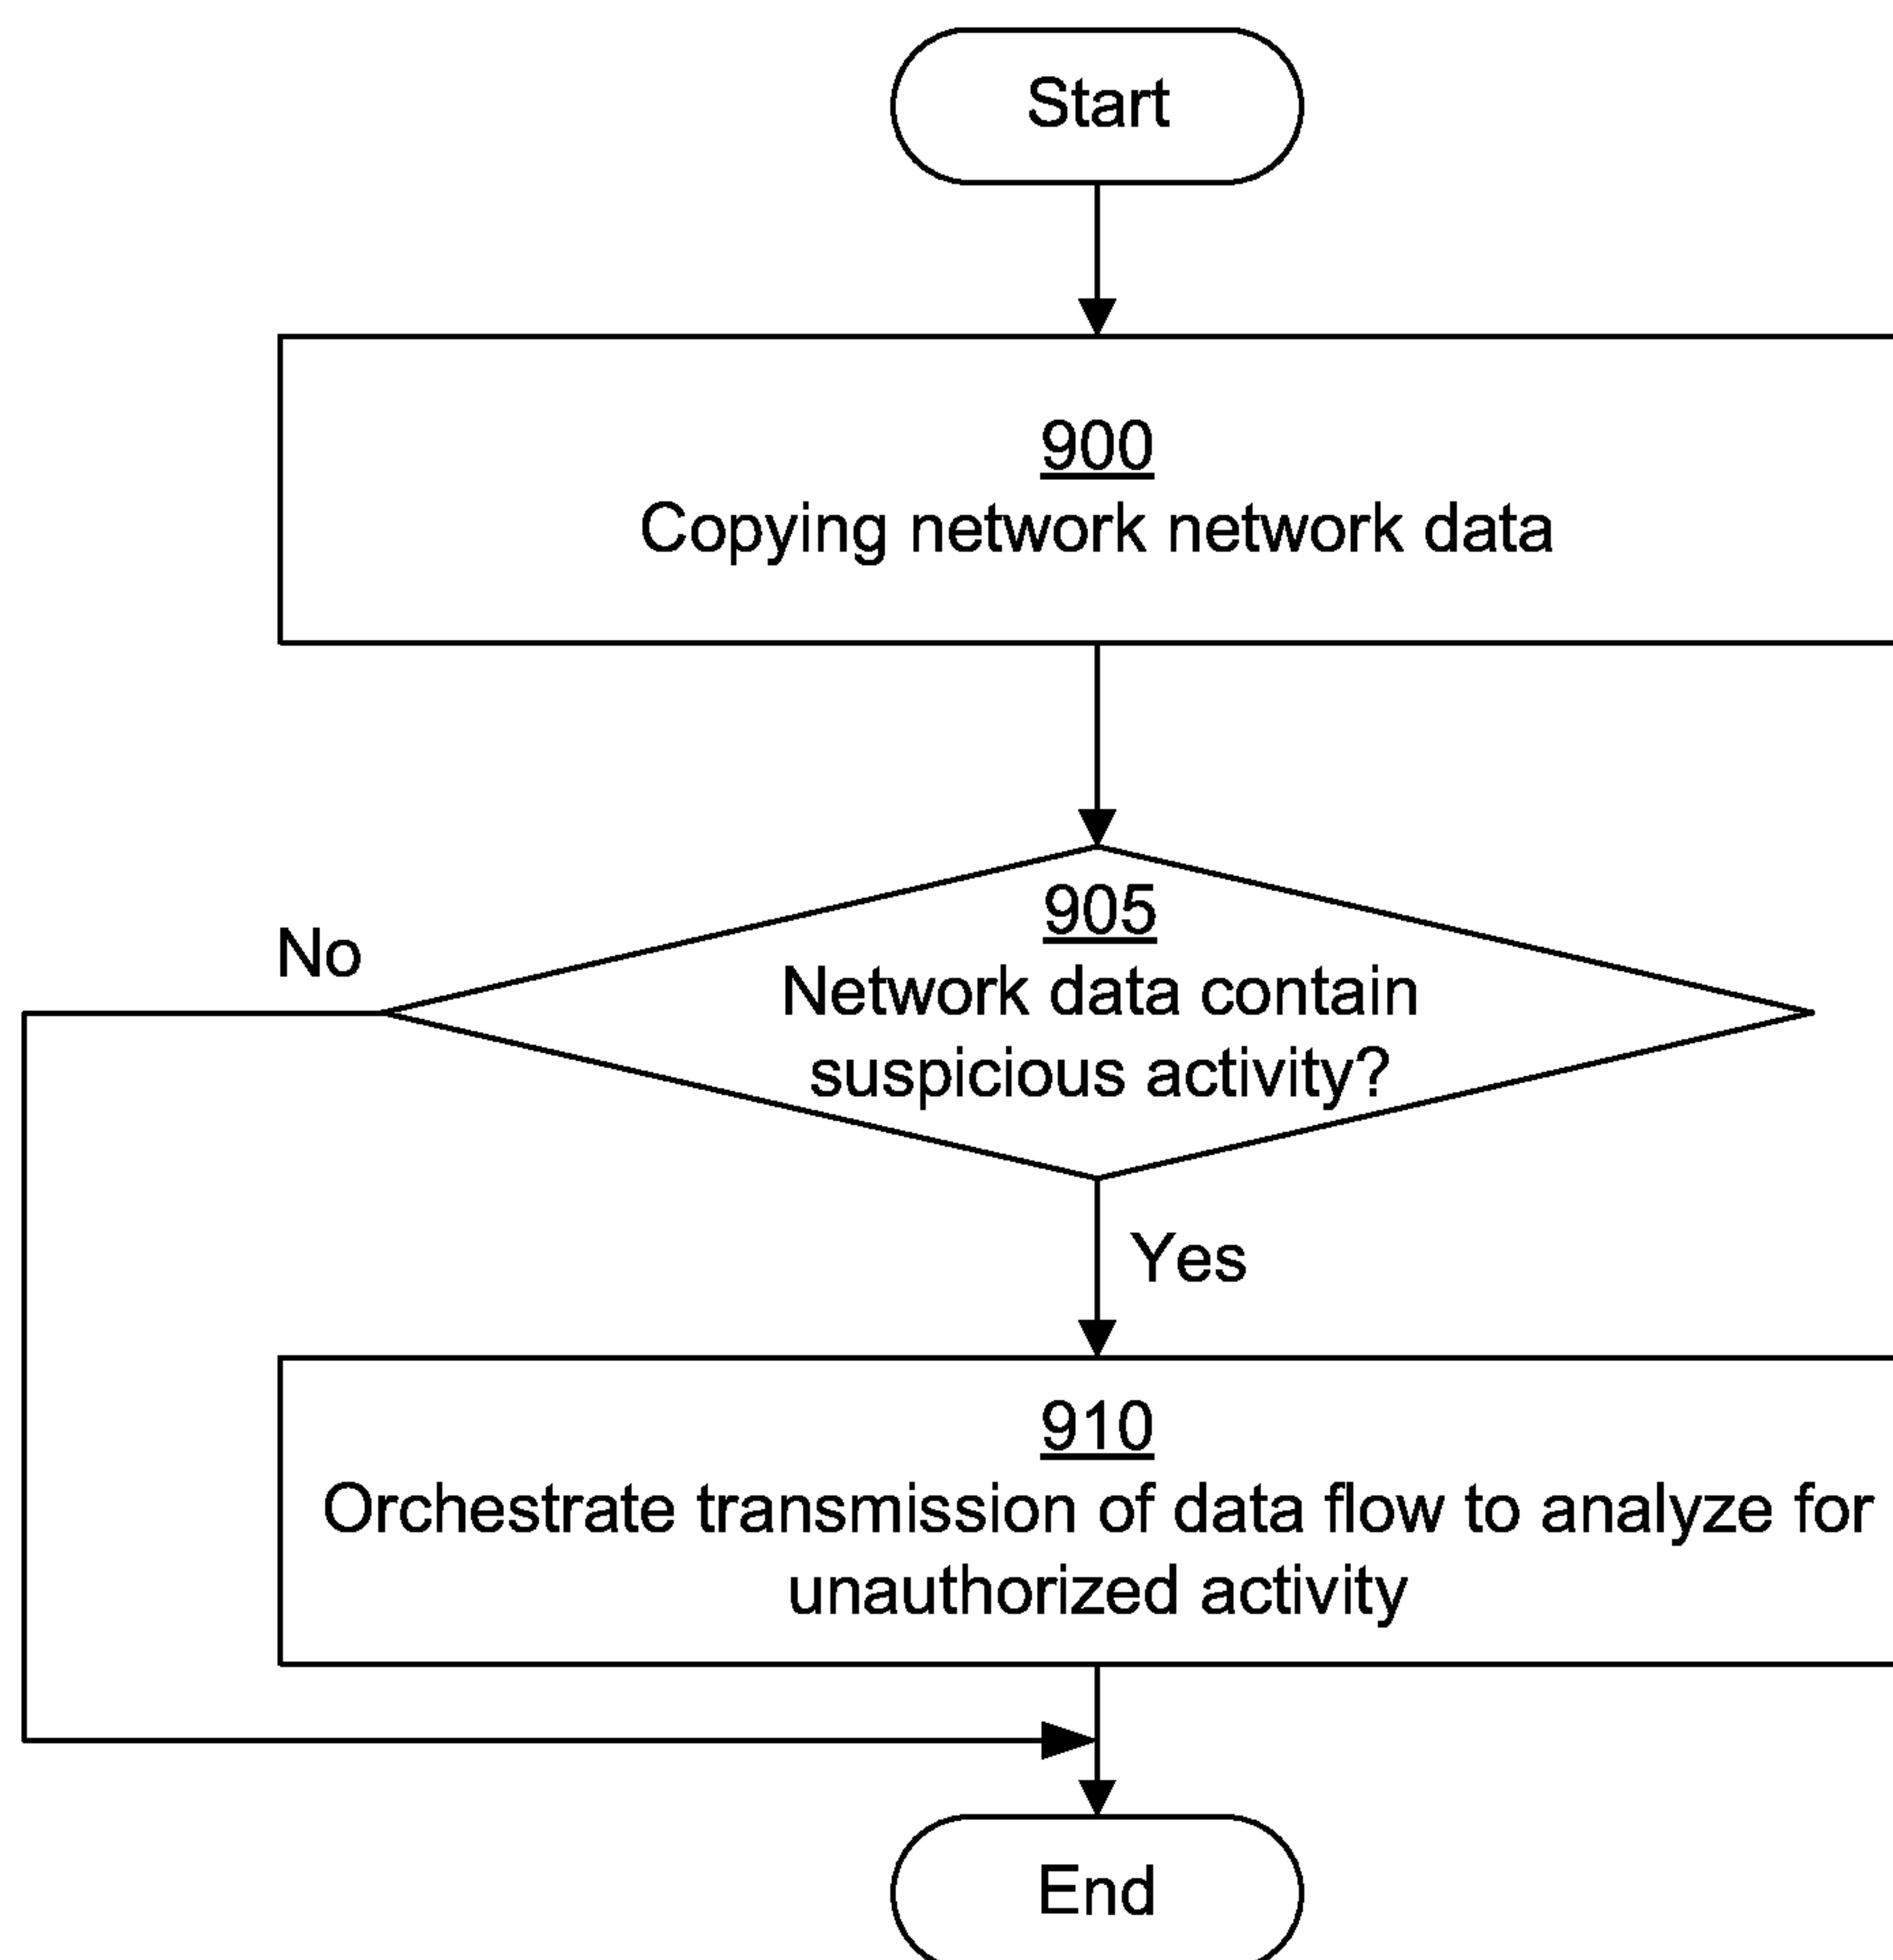 Start
900
Copying network network data
905
Network data contain
suspicious activity?
No
Yes
910
Orchestrate transmission of data flow to analyze for
unauthorized activity
End